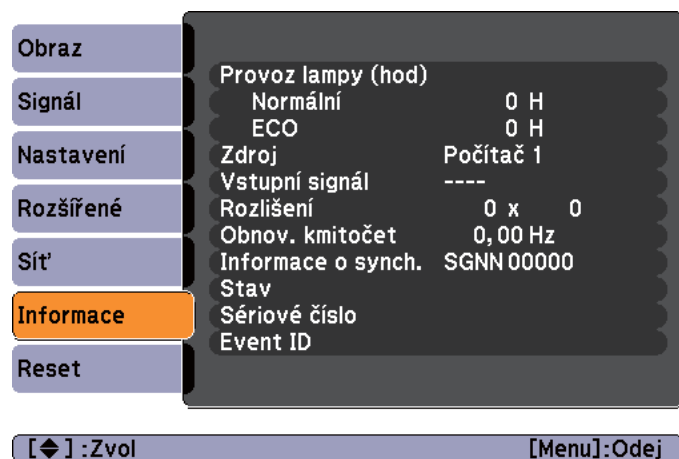 Obraz
Signál
Nastavení
Rozšířené
Síť
Informace
Reset
Provoz lampy (hod)
Normální 0 H
ECO 0 H
Zdroj Počítač 1
Vstupní signál ----
Rozlišení 0 x 0
Obnov. kmitočet 0,00 Hz
Informace o synch. SGNN 00000
Stav
Sériové číslo
Event ID
[◆] :Zvol [Menu]:Odej